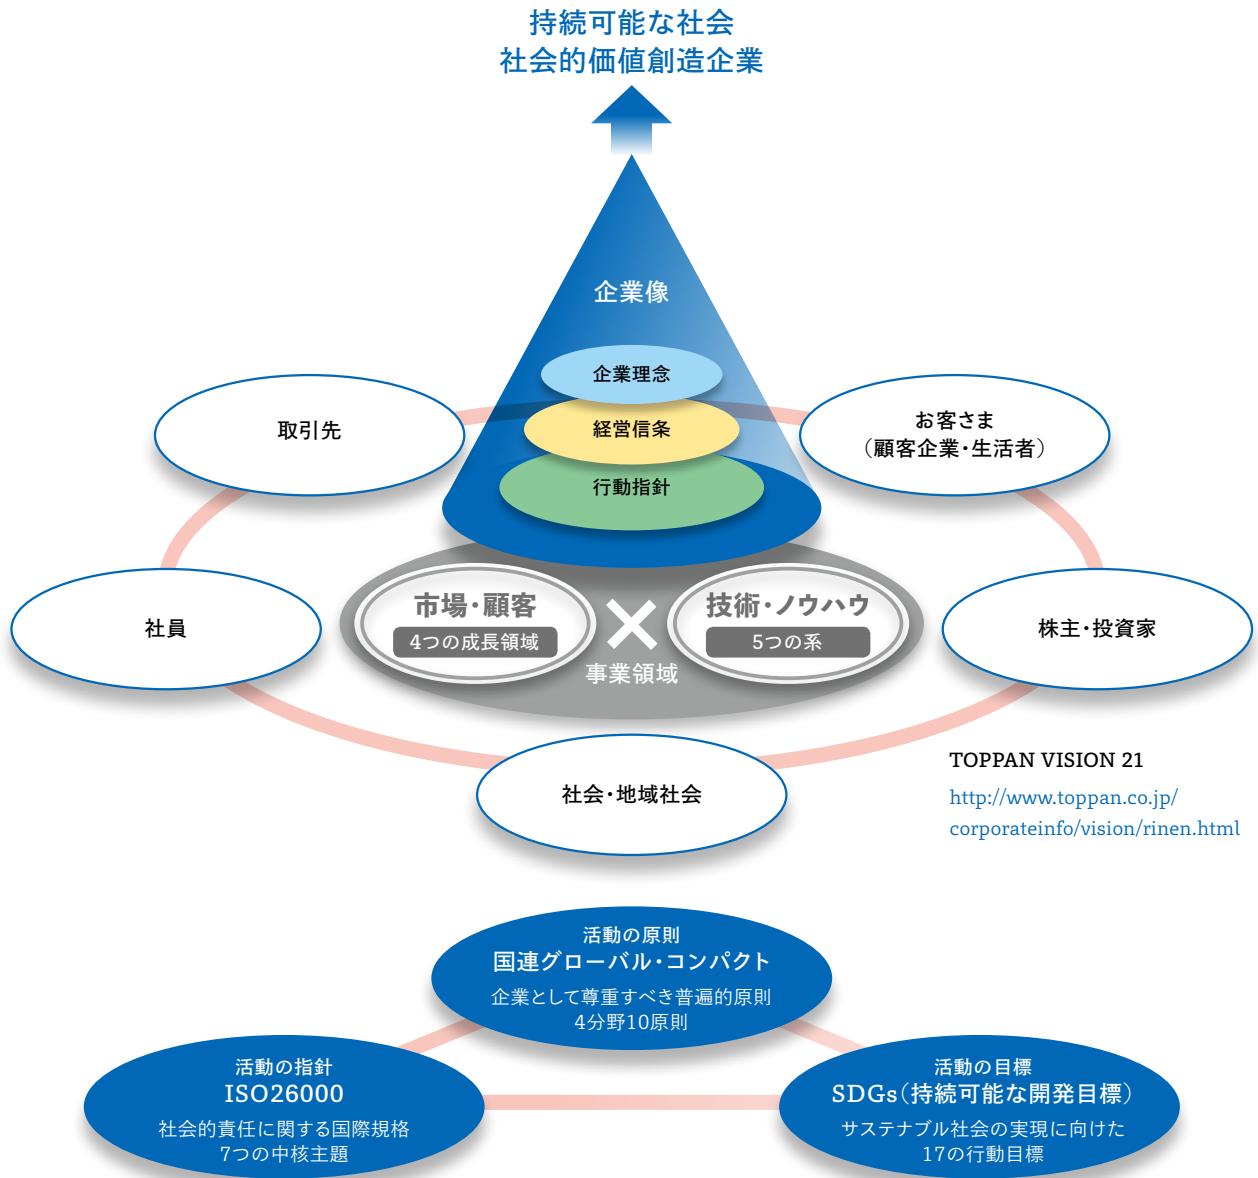 持続可能な社会
社会的価値創造企業
企業像
企業理念
経営信条
行動指針
取引先
お客さま
（顧客企業・生活者）
社員
市場・顧客
4つの成長領域
技術・ノウハウ
5つの系
事業領域
株主・投資家
社会・地域社会
TOPPAN VISION 21
http://www.toppan.co.jp/
corporateinfo/vision/rinen.html
活動の原則
国連グローバル・コンパクト
企業として尊重すべき普遍的原則
4分野10原則
活動の指針
ISO26000
社会的責任に関する国際規格
7つの中核主題
活動の目標
SDGs（持続可能な開発目標）
サステナブル社会の実現に向けた
17の行動目標